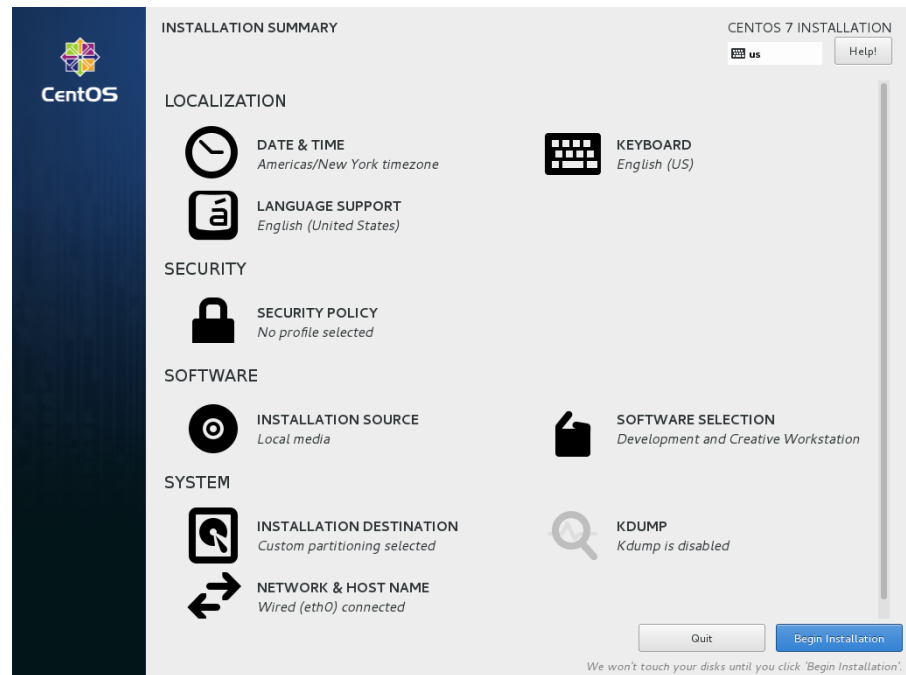 INSTALLATION SUMMARY
CENTOS 7 INSTALLATION
us
Help!
CentOS
LOCALIZATION
DATE & TIME
Americas/New York timezone
KEYBOARD
English (US)
á
LANGUAGE SUPPORT
English (United States)
SECURITY
SECURITY POLICY
No profile selected
SOFTWARE
INSTALLATION SOURCE
Local media
SOFTWARE SELECTION
Development and Creative Workstation
SYSTEM
INSTALLATION DESTINATION
Custom partitioning selected
KDUMP
Kdump is disabled
NETWORK & HOST NAME
Wired (eth0) connected
Quit
Begin Installation
We won't touch your disks until you click 'Begin Installation'.